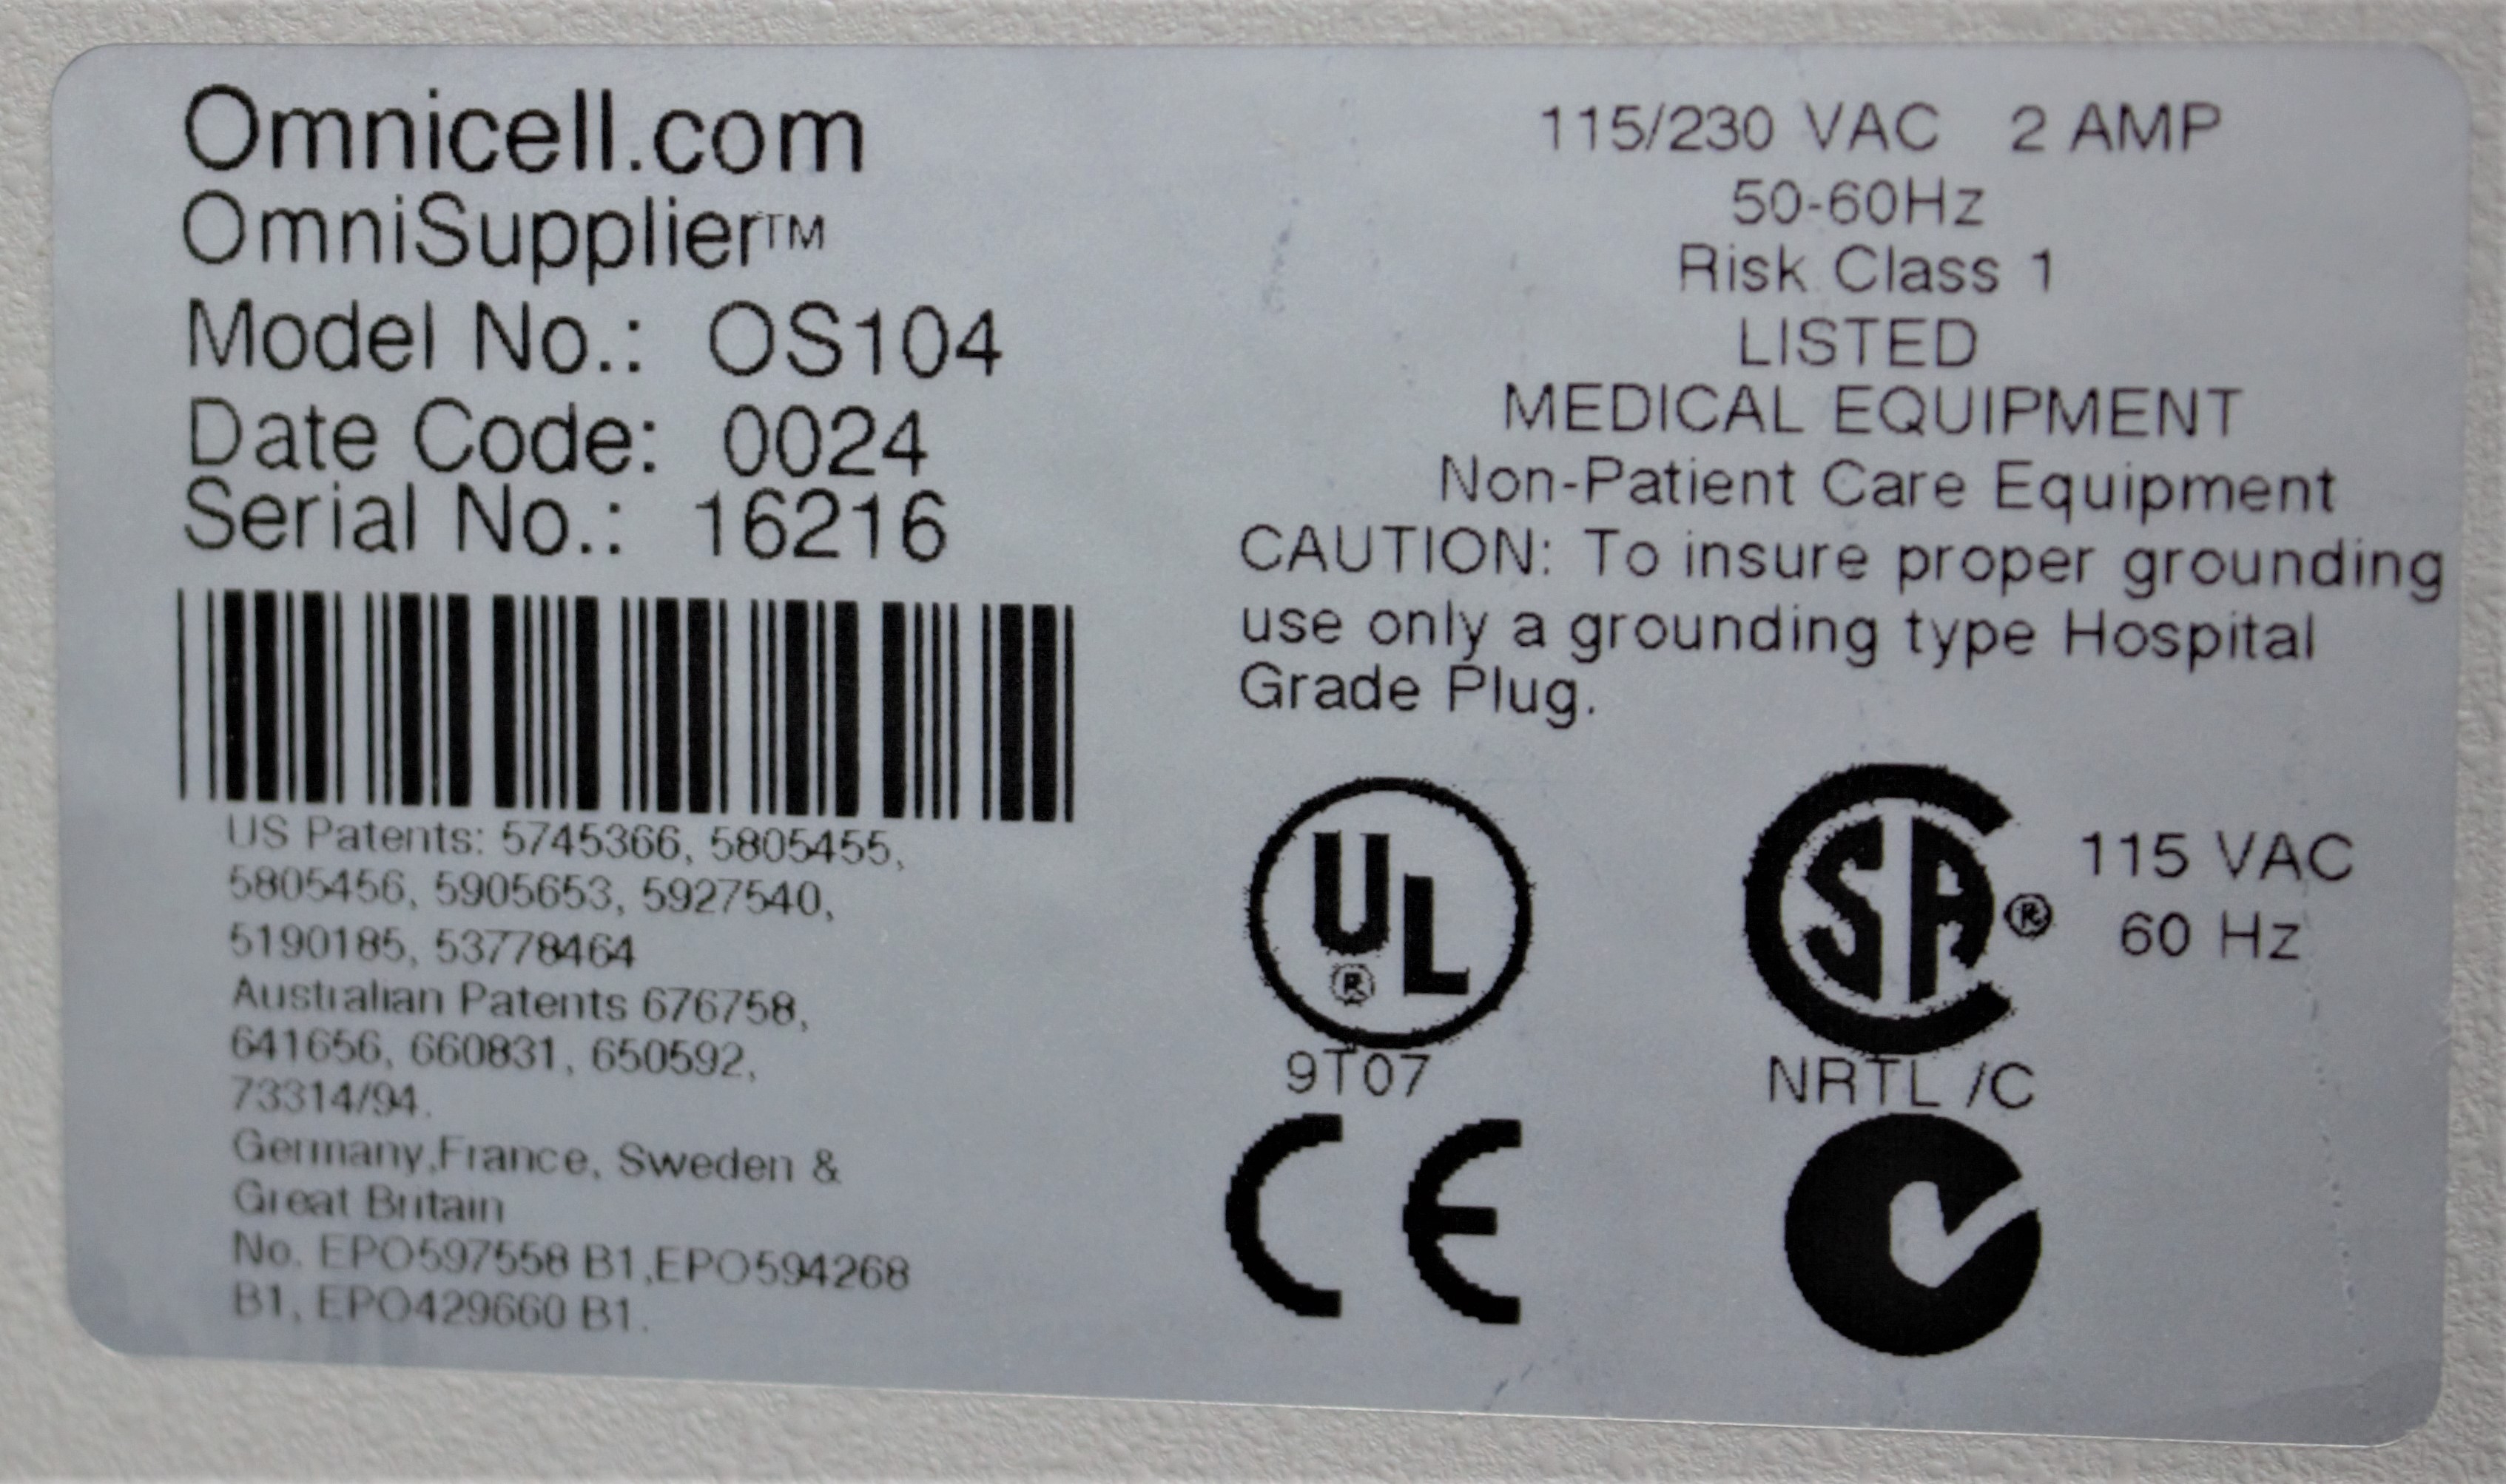 Omnicell.com
OmniSupplier™
Model No.: OS104
Date Code: 0024
Serial No.: 16216
US Patents: 5745366, 5805455,
5805456, 5905653, 5927540,
5190185, 53778464
Australian Patents 676758,
641656, 660831, 650592,
73314/94.
Germany,France, Sweden &
Great Britain
No. EPO597558 B1,EPO594268
B1, EPO429660 B1.
115/230 VAC 2 AMP
50-60Hz
Risk Class 1
LISTED
MEDICAL EQUIPMENT
Non-Patient Care Equipment
CAUTION: To insure proper grounding
use only a grounding type Hospital
Grade Plug.
UL®
9T07
CSA®
115 VAC
60 Hz
NRTL /C
CE